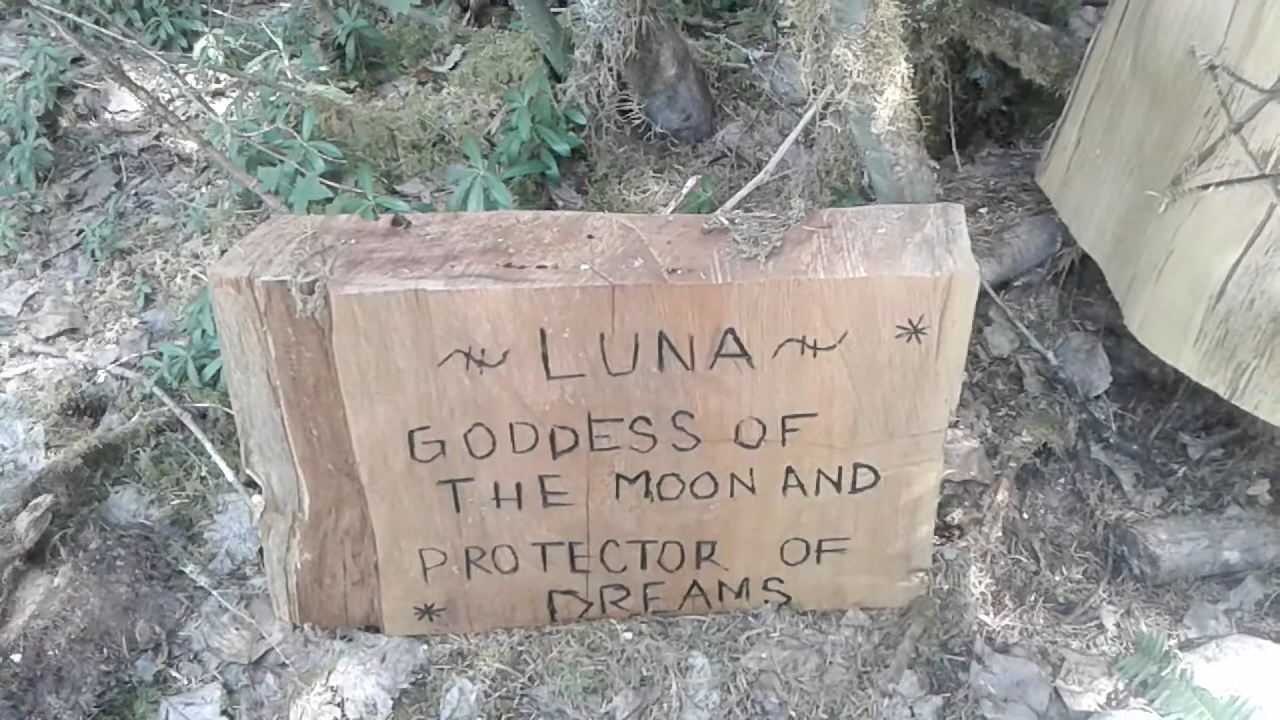 ~ LUNA ~
GODDESS OF
THE MOON AND
PROTECTOR OF
DREAMS